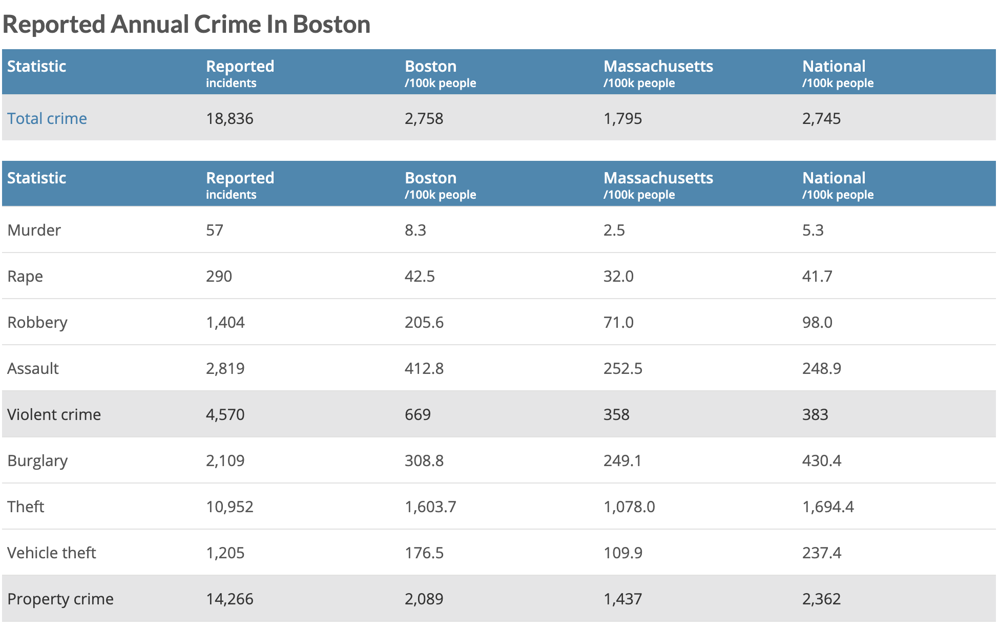 Reported Annual Crime In Boston
Statistic Reported Boston Massachusetts National
incidents /100k people /100k people /100k people
Total crime 18,836 2,758 1,795 2,745
Statistic Reported Boston Massachusetts National
incidents /100k people /100k people /100k people
Murder 57 8.3 2.5 5.3
Rape 290 42.5 32.0 41.7
Robbery 1,404 205.6 71.0 98.0
Assault 2,819 412.8 252.5 248.9
Violent crime 4,570 669 358 383
Burglary 2,109 308.8 249.1 430.4
Theft 10,952 1,603.7 1,078.0 1,694.4
Vehicle theft 1,205 176.5 109.9 237.4
Property crime 14,266 2,089 1,437 2,362